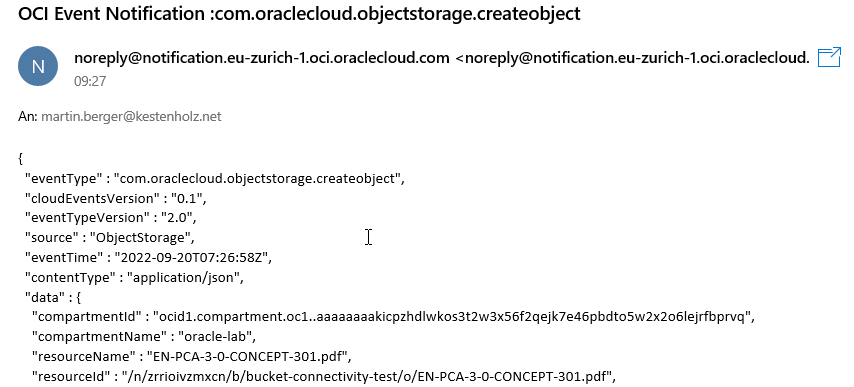 OCI Event Notification :com.oraclecloud.objectstorage.createobject
N
noreply@notification.eu-zurich-1.oci.oraclecloud.com <noreply@notification.eu-zurich-1.oci.oraclecloud.
09:27
An: martin.berger@kestenholz.net
{
"eventType" : "com.oraclecloud.objectstorage.createobject",
"cloudEventsVersion" : "0.1",
"eventTypeVersion" : "2.0",
"source" : "ObjectStorage",
"eventTime" : "2022-09-20T07:26:58Z",
"contentType" : "application/json",
"data" : {
"compartmentId" : "ocid1.compartment.oc1..aaaaaaaakicpzhdlwkos3t2w3x56f2qejk7e46pbdto5w2x2o6lejrfbprvq",
"compartmentName" : "oracle-lab",
"resourceName" : "EN-PCA-3-0-CONCEPT-301.pdf",
"resourceId" : "/n/zrrioivzmxcn/b/bucket-connectivity-test/o/EN-PCA-3-0-CONCEPT-301.pdf",